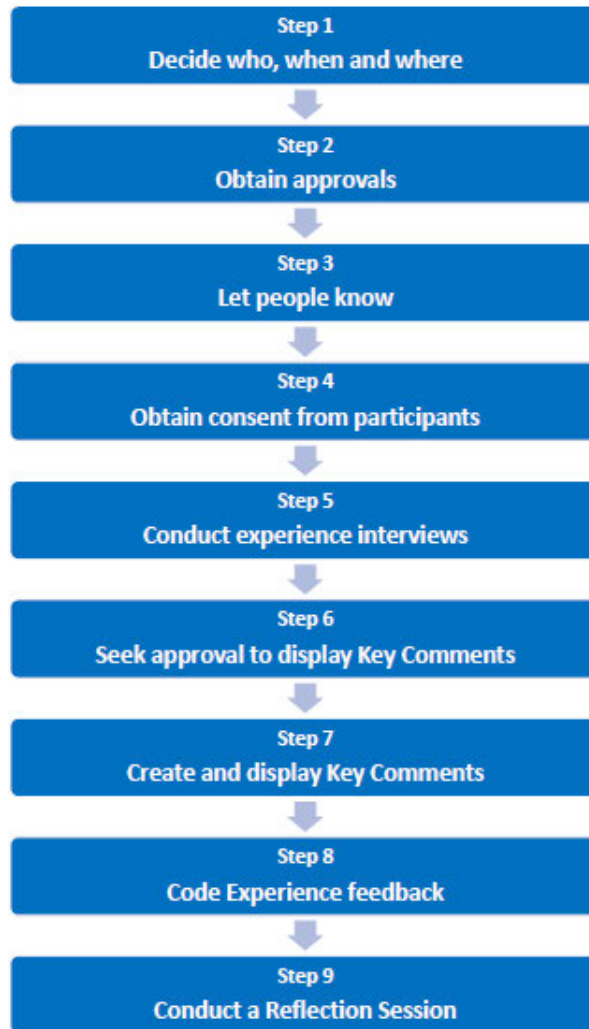 Step 1
Decide who, when and where
Step 2
Obtain approvals
Step 3
Let people know
Step 4
Obtain consent from participants
Step 5
Conduct experience interviews
Step 6
Seek approval to display Key Comments
Step 7
Create and display Key Comments
Step 8
Code Experience feedback
Step 9
Conduct a Reflection Session